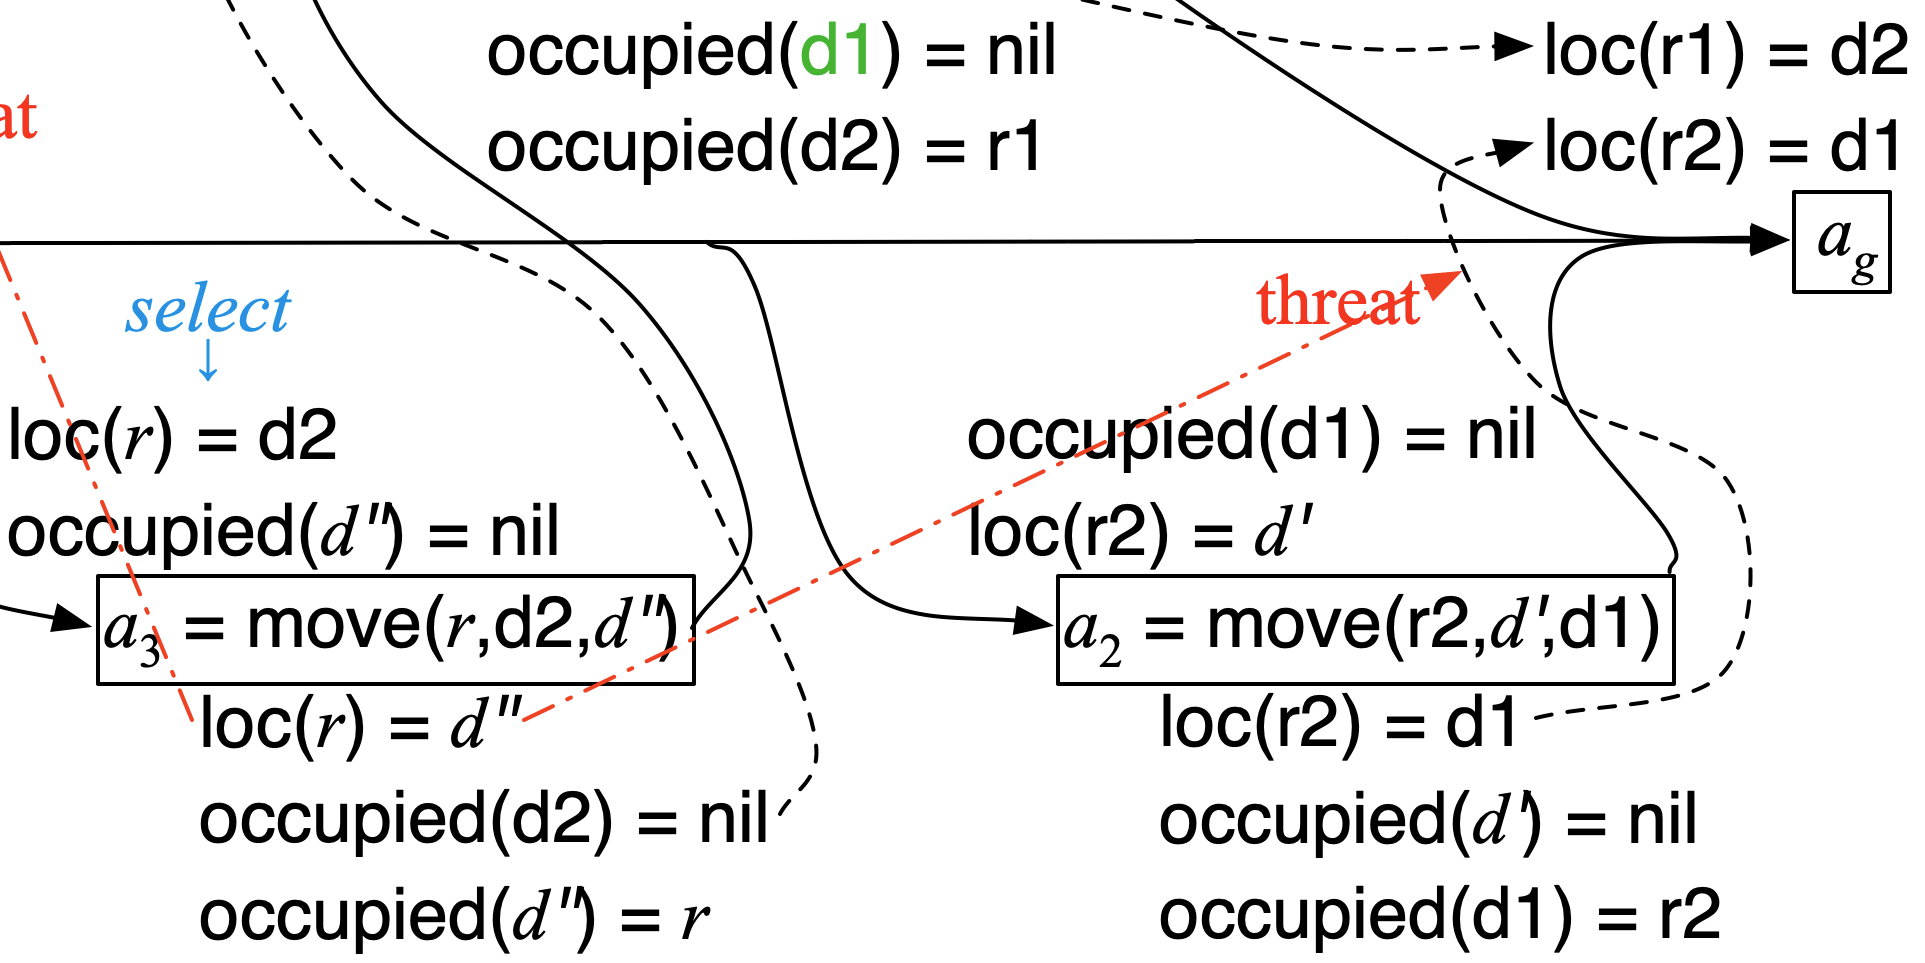 occupied(d1) = nil
loc(r1) = d2
at
occupied(d2) = r1
loc(r2) = d1
a_g
select
↓
threat
loc(r) = d2
occupied(d1) = nil
occupied(d″) = nil
loc(r2) = d′
a₃ = move(r,d2,d″)
a₂ = move(r2,d′,d1)
loc(r) = d″
loc(r2) = d1
occupied(d2) = nil
occupied(d′) = nil
occupied(d″) = r
occupied(d1) = r2